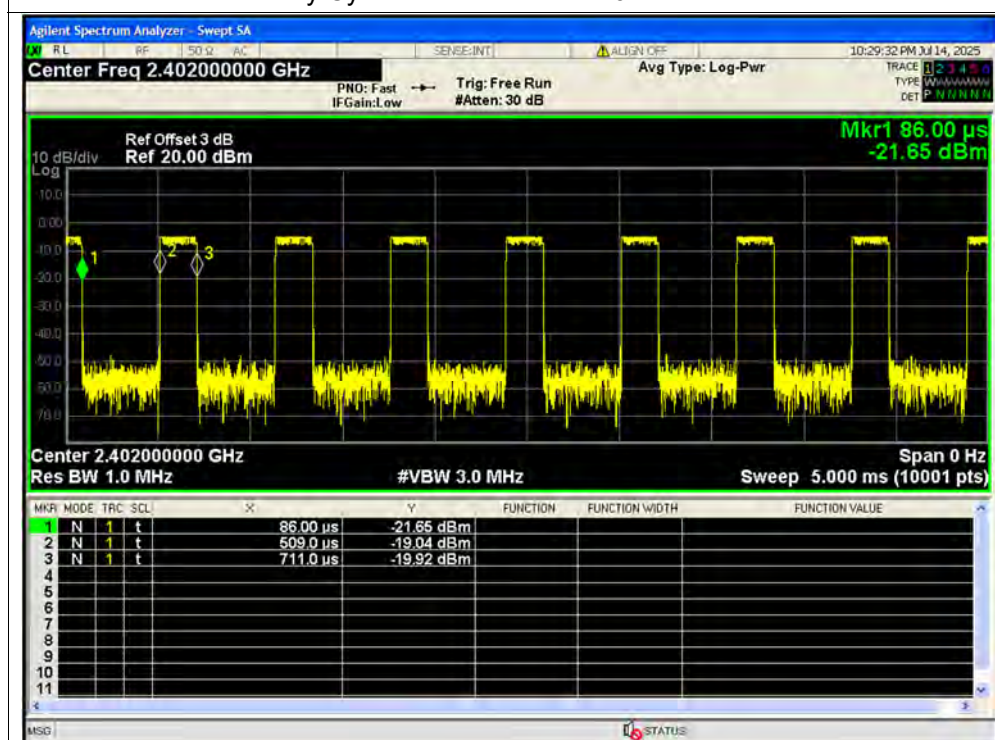 Agilent Spectrum Analyzer - Swept SA
RL RF 50 Ω AC SENSE:INT ALIGN OFF 10:29:32 PM Jul 14, 2025
Center Freq 2.402000000 GHz Avg Type: Log-Pwr TRACE 1 2 3 4 5 6
PNO: Fast Trig: Free Run TYPE WWWWWW
IFGain:Low #Atten: 30 dB DET P N N N N N
Mkr1 86.00 µs
Ref Offset 3 dB
10 dB/div Ref 20.00 dBm -21.65 dBm
Log
10.0
0.00
-10.0
-20.0
-30.0
-40.0
-50.0
-60.0
-70.0
1 2 3
Center 2.402000000 GHz Span 0 Hz
Res BW 1.0 MHz #VBW 3.0 MHz Sweep 5.000 ms (10001 pts)
MKR MODE TRC SCL X Y FUNCTION FUNCTION WIDTH FUNCTION VALUE
1 N 1 t 86.00 µs -21.65 dBm
2 N 1 t 509.0 µs -19.04 dBm
3 N 1 t 711.0 µs -19.92 dBm
4
5
6
7
8
9
10
11
MSG STATUS